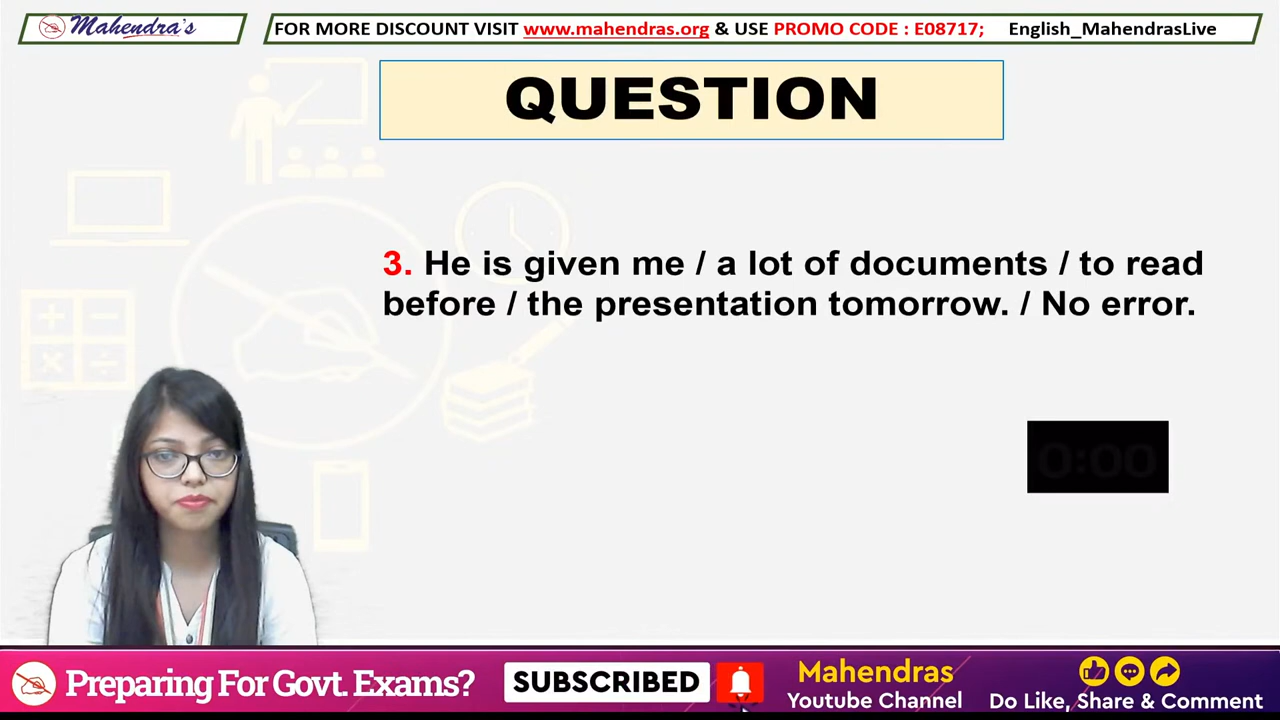 Mahendra's
FOR MORE DISCOUNT VISIT www.mahendras.org & USE PROMO CODE : E08717; English_MahendrasLive
QUESTION
3. He is given me / a lot of documents / to read
before / the presentation tomorrow. / No error.
0:00
Preparing For Govt. Exams?
SUBSCRIBED
Mahendras
Youtube Channel
Do Like, Share & Comment